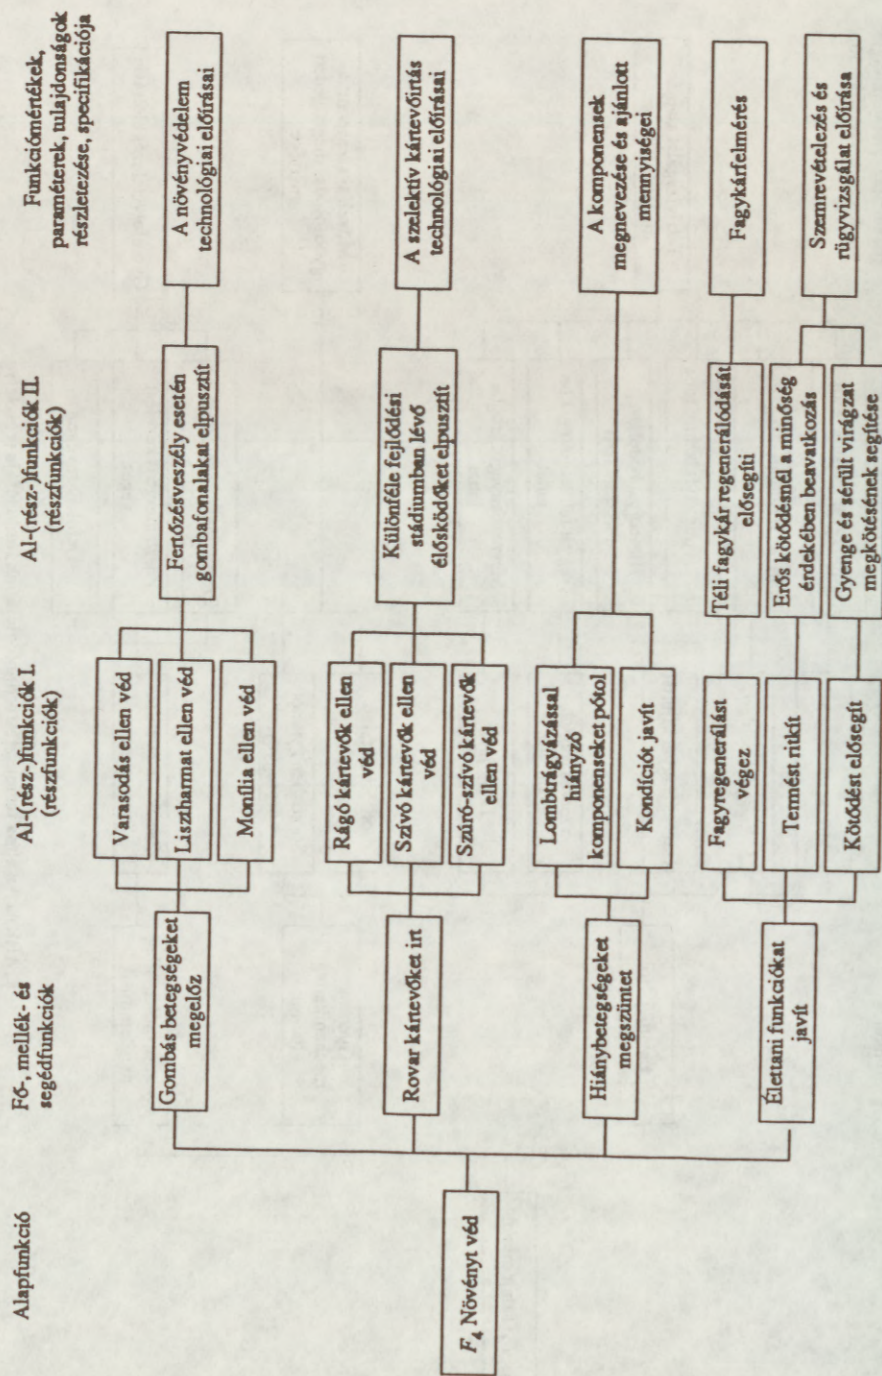 Alapfunkció
Fő-, mellék- és
segédfunkciók
Al-(rész-)funkciók I.
(részfunkciók)
Al-(rész-)funkciók II.
(részfunkciók)
Funkciómértékek,
paraméterek, tulajdonságok
részletezése, specifikációja
F₄ Növényt véd
Gombás betegségeket
megelőz
Varasodás ellen véd
Lisztharmat ellen véd
Monília ellen véd
Fertőzésveszély esetén
gombafonalakat elpusztít
A növényvédelem
technológiai előírásai
Rovar kártevőket irt
Rágó kártevők ellen
véd
Szívó kártevők ellen
véd
Szúró-szívó kártevők
ellen véd
Különféle fejlődési
stádiumban lévő
élősködőket elpusztít
A szelektív kártevőirtás
technológiai előírásai
Hiánybetegségeket
megszüntet
Lombtrágyázással
hiányzó
komponenseket pótol
Kondíciót javít
A komponensek
megnevezése és ajánlott
mennyiségei
Élettani funkciókat
javít
Fagyregenerálást
végez
Termést ritkít
Kötődést elősegít
Téli fagykár regenerálódását
elősegíti
Erős kötődésnél a minőség
érdekében beavatkozás
Gyenge és sérült virágzat
megkötésének segítése
Fagykárfelmérés
Szemrevételezés és
rügyvizsgálat előírása